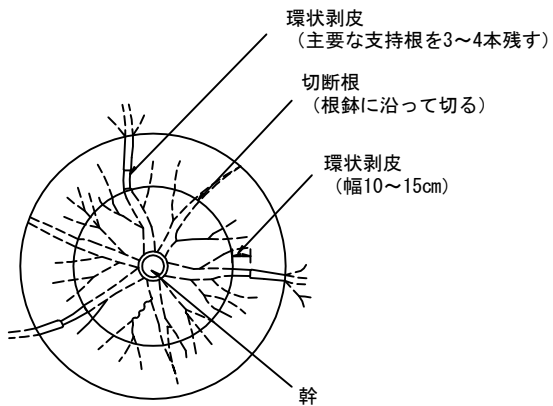 環状剥皮
（主要な支持根を3～4本残す）
切断根
（根鉢に沿って切る）
環状剥皮
（幅10～15㎝）
幹